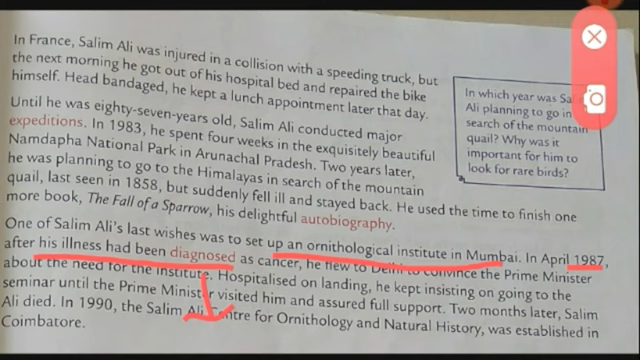 In France, Salim Ali was injured in a collision with a speeding truck, but
the next morning he got out of his hospital bed and repaired the bike
himself. Head bandaged, he kept a lunch appointment later that day.
Until he was eighty-seven-years old, Salim Ali conducted major
expeditions. In 1983, he spent four weeks in the exquisitely beautiful
Namdapha National Park in Arunachal Pradesh. Two years later,
he was planning to go to the Himalayas in search of the mountain
quail, last seen in 1858, but suddenly fell ill and stayed back. He used the time to finish one
more book, The Fall of a Sparrow, his delightful autobiography.
One of Salim Ali's last wishes was to set up an ornithological institute in Mumbai. In April 1987,
after his illness had been diagnosed as cancer, he flew to Delhi to convince the Prime Minister
about the need for the institute. Hospitalised on landing, he kept insisting on going to the
seminar until the Prime Minister visited him and assured full support. Two months later, Salim
Ali died. In 1990, the Salim Ali Centre for Ornithology and Natural History, was established in
Coimbatore.
In which year was
Ali planning to go in
search of the mountain
quail? Why was it
important for him to
look for rare birds?